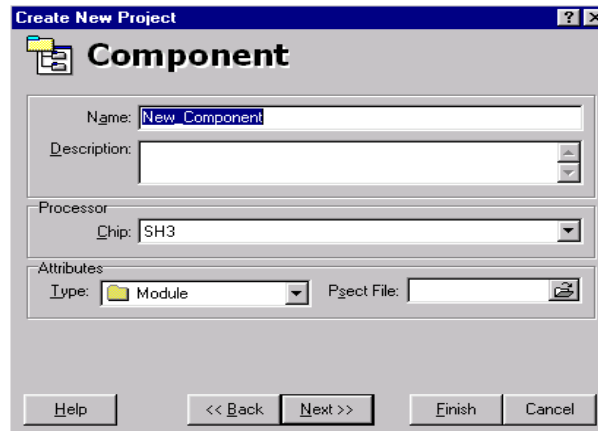 Create New Project
Component
Name: New_Component
Description:
Processor
Chip: SH3
Attributes
Type: Module Psect File:
Help << Back Next >> Finish Cancel